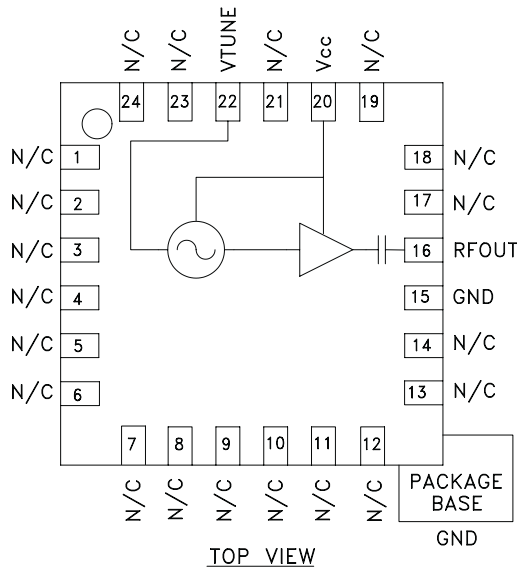 N/C
N/C
VTUNE
N/C
Vcc
N/C
24
23
22
21
20
19
N/C 1
18 N/C
N/C 2
17 N/C
N/C 3
16 RFOUT
N/C 4
15 GND
N/C 5
14 N/C
N/C 6
13 N/C
7
8
9
10
11
12
N/C
N/C
N/C
N/C
N/C
N/C
PACKAGE
BASE
GND
TOP VIEW